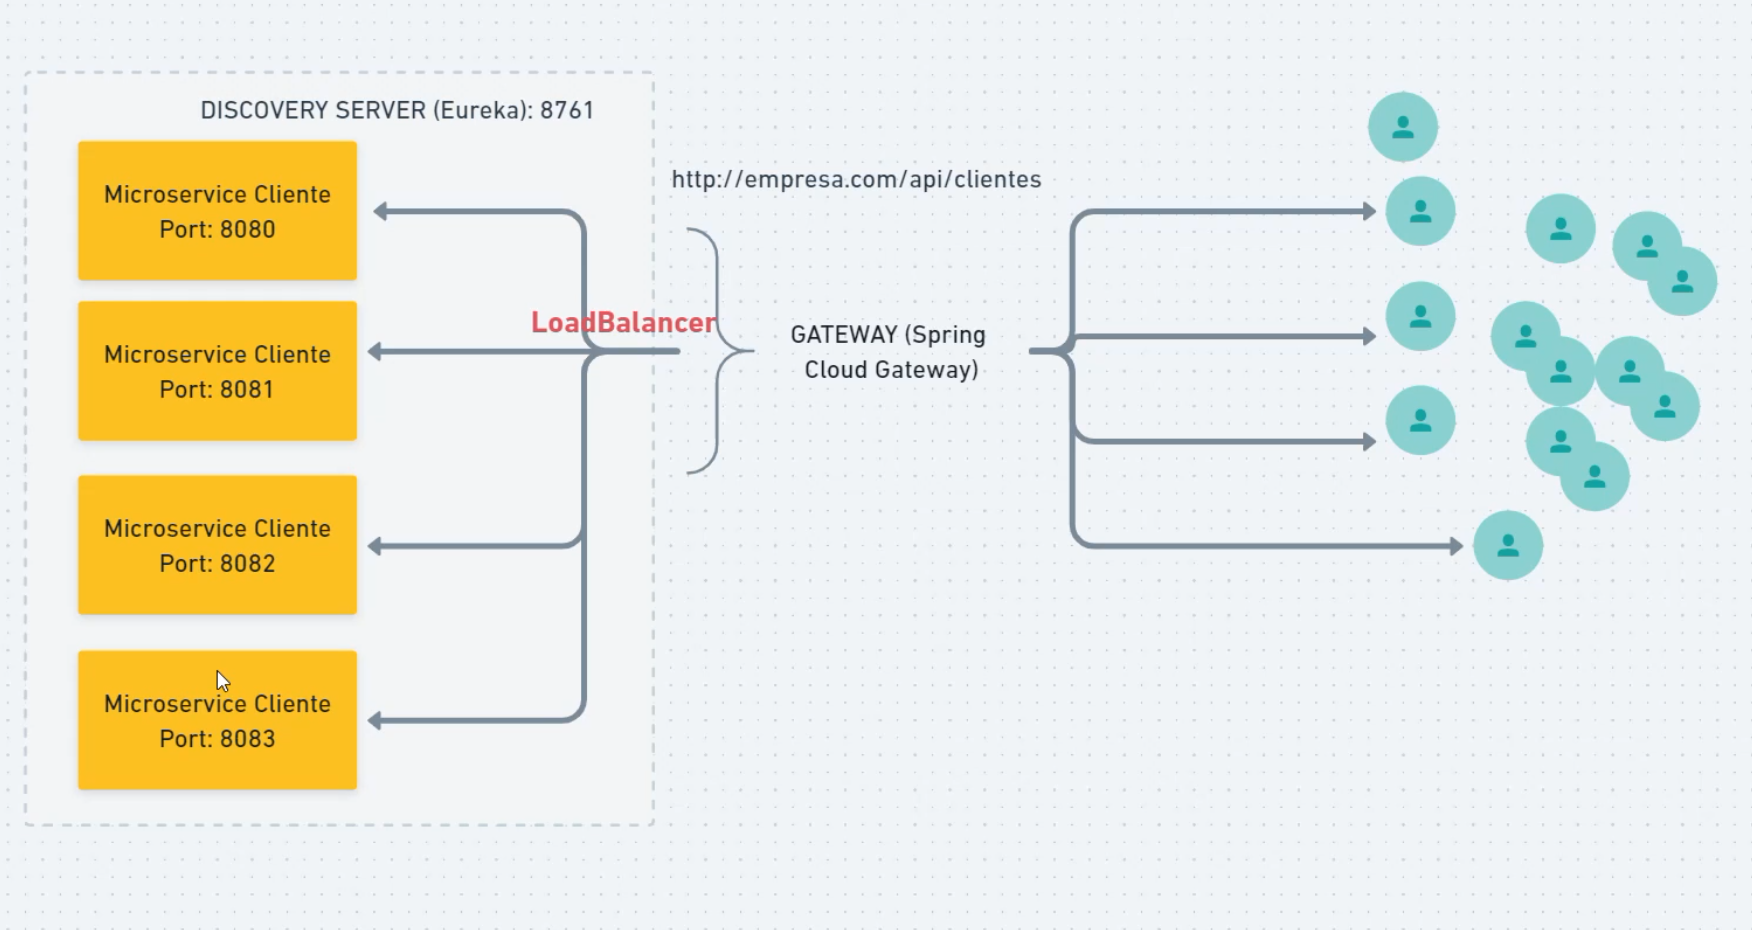 DISCOVERY SERVER (Eureka): 8761
Microservice Cliente
Port: 8080
Microservice Cliente
Port: 8081
Microservice Cliente
Port: 8082
Microservice Cliente
Port: 8083
LoadBalancer
http://empresa.com/api/clientes
GATEWAY (Spring
Cloud Gateway)